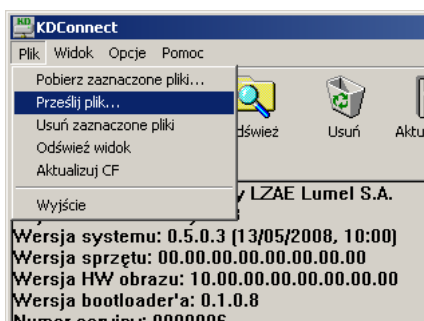 KDConnect
Plik Widok Opcje Pomoc
Pobierz zaznaczone pliki...
Prześlij plik...
Usuń zaznaczone pliki
Odśwież widok
Aktualizuj CF
Wyjście
dśwież Usuń Aktu
y LZAE Lumel S.A.
Wersja systemu: 0.5.0.3 (13/05/2008, 10:00)
Wersja sprzętu: 00.00.00.00.00.00.00.00
Wersja HW obrazu: 10.00.00.00.00.00.00.00
Wersja bootloader'a: 0.1.0.8
Numer seryjny: 0000006